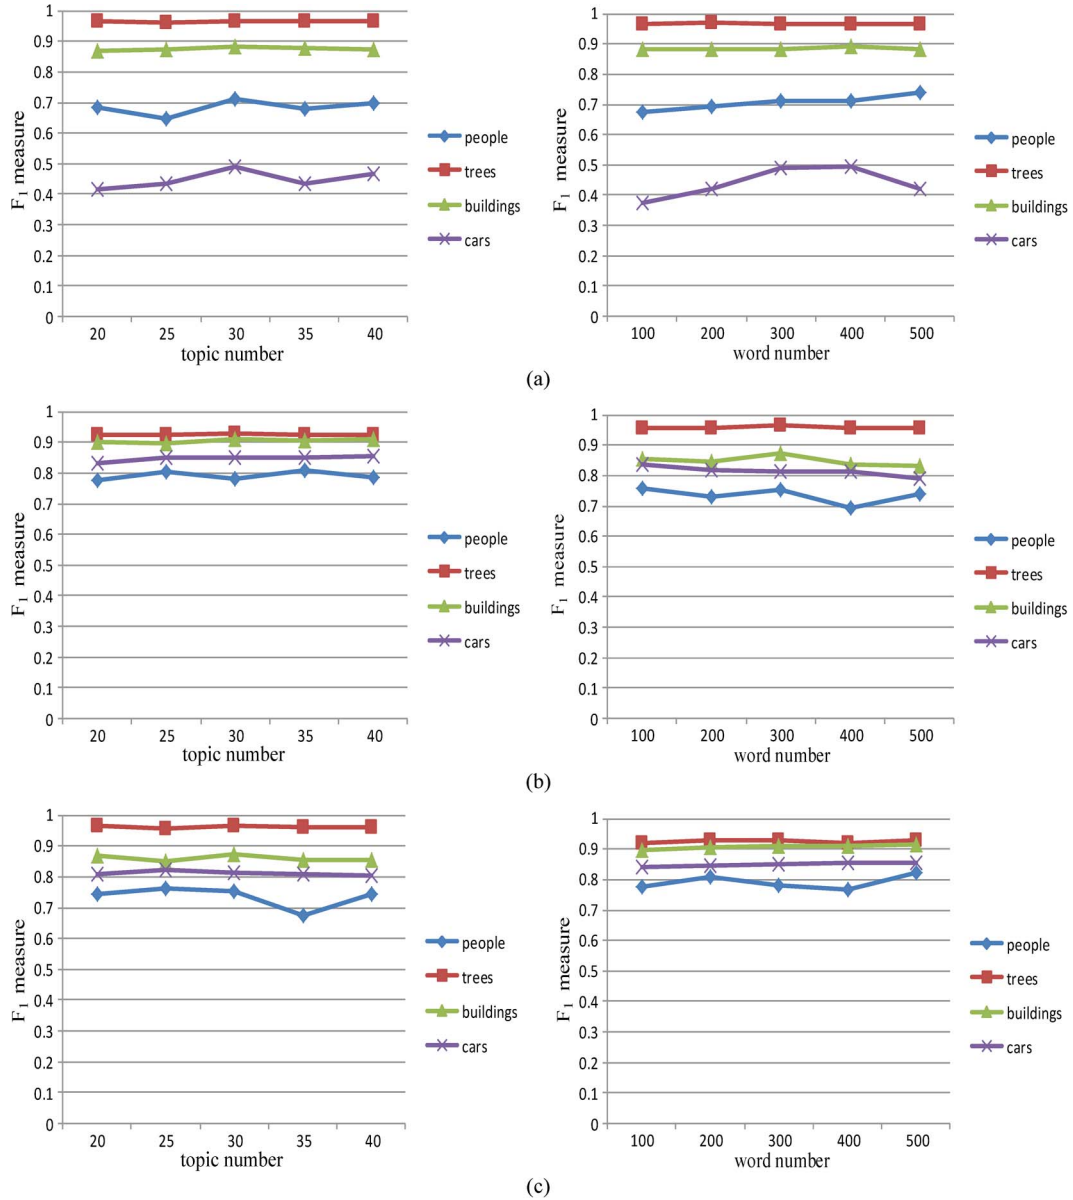 1
0.9
0.8
0.7
0.6
0.5
0.4
0.3
0.2
0.1
0
F1 measure
20 25 30 35 40
topic number
people
trees
buildings
cars
1
0.9
0.8
0.7
0.6
0.5
0.4
0.3
0.2
0.1
0
F1 measure
100 200 300 400 500
word number
people
trees
buildings
cars
(a)
1
0.9
0.8
0.7
0.6
0.5
0.4
0.3
0.2
0.1
0
F1 measure
20 25 30 35 40
topic number
people
trees
buildings
cars
1
0.9
0.8
0.7
0.6
0.5
0.4
0.3
0.2
0.1
0
F1 measure
100 200 300 400 500
word number
people
trees
buildings
cars
(b)
1
0.9
0.8
0.7
0.6
0.5
0.4
0.3
0.2
0.1
0
F1 measure
20 25 30 35 40
topic number
people
trees
buildings
cars
1
0.9
0.8
0.7
0.6
0.5
0.4
0.3
0.2
0.1
0
F1 measure
100 200 300 400 500
word number
people
trees
buildings
cars
(c)